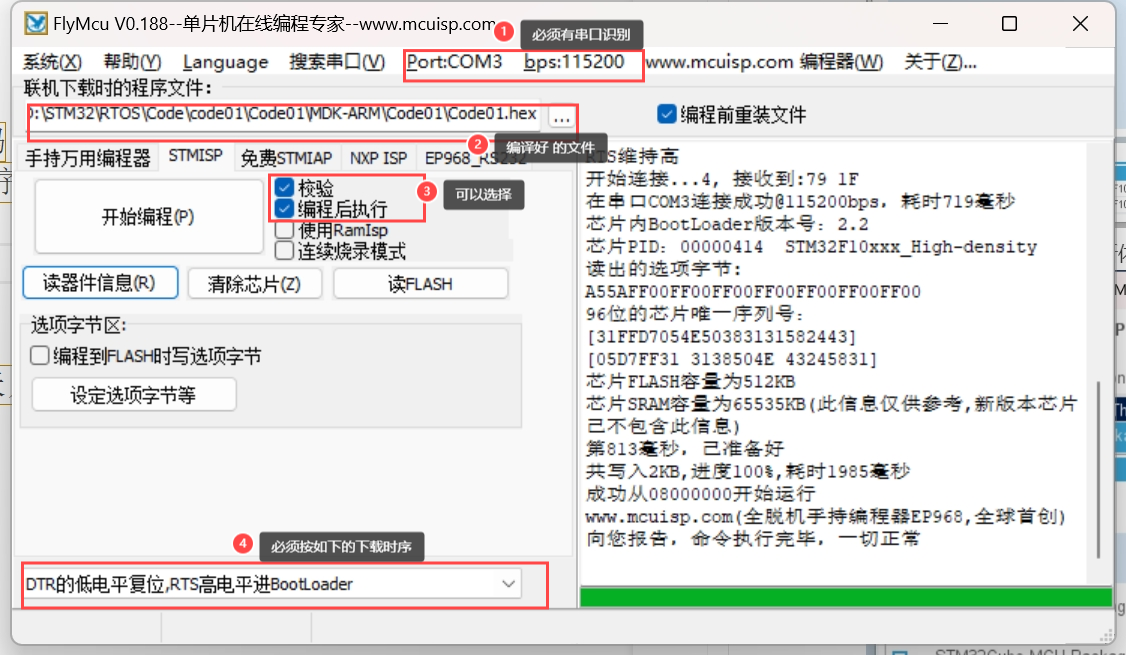 FlyMcu V0.188--单片机在线编程专家--www.mcuisp.com
1 必须有串口识别
系统(X) 帮助(Y) Language 搜索串口(V) Port:COM3 bps:115200 www.mcuisp.com 编程器(W) 关于(Z)...
联机下载时的程序文件:
D:\STM32\RTOS\Code\code01\Code01\MDK-ARM\Code01\Code01.hex ...
编程前重装文件
2 编译好 的文件
手持万用编程器 STMISP 免费STMIAP NXP ISP EP968_RS232
开始编程(P)
校验
编程后执行
3 可以选择
使用RamIsp
连续烧录模式
读器件信息(R) 清除芯片(Z) 读FLASH
选项字节区:
编程到FLASH时写选项字节
设定选项字节等
4 必须按如下的下载时序
DTR的低电平复位,RTS高电平进BootLoader
RTS维持高
开始连接...4, 接收到:79 1F
在串口COM3连接成功@115200bps, 耗时719毫秒
芯片内BootLoader版本号: 2.2
芯片PID: 00000414 STM32F10xxx_High-density
读出的选项字节:
A55AFF00FF00FF00FF00FF00FF00FF00
96位的芯片唯一序列号:
[31FFD7054E50383131582443]
[05D7FF31 3138504E 43245831]
芯片FLASH容量为512KB
芯片SRAM容量为65535KB(此信息仅供参考,新版本芯片
已不包含此信息)
第813毫秒, 已准备好
共写入2KB,进度100%,耗时1985毫秒
成功从08000000开始运行
www.mcuisp.com(全脱机手持编程器EP968,全球首创)
向您报告, 命令执行完毕, 一切正常